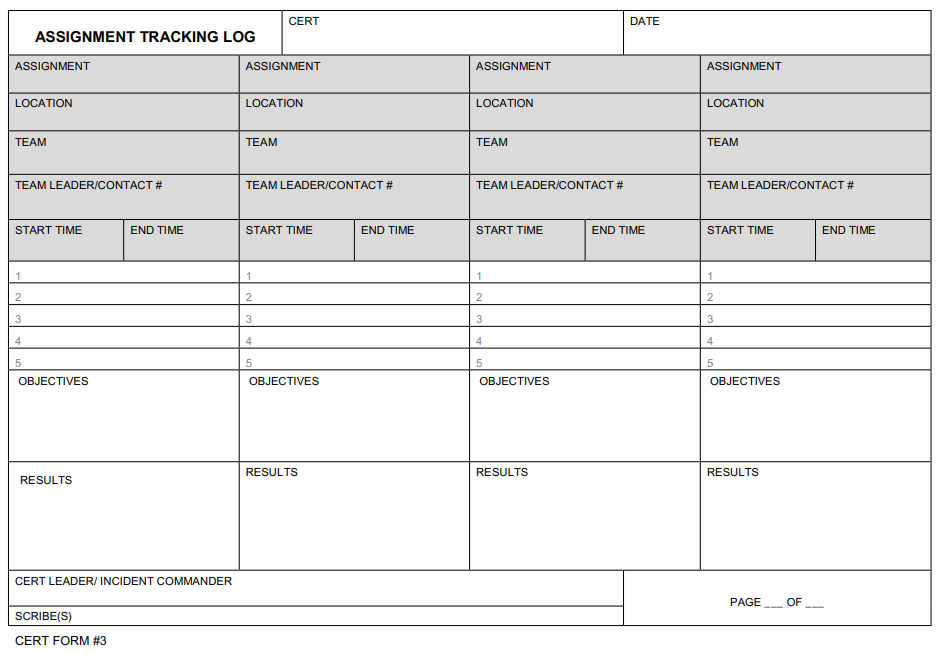 ASSIGNMENT TRACKING LOG CERT DATE
ASSIGNMENT ASSIGNMENT ASSIGNMENT ASSIGNMENT
LOCATION LOCATION LOCATION LOCATION
TEAM TEAM TEAM TEAM
TEAM LEADER/CONTACT # TEAM LEADER/CONTACT # TEAM LEADER/CONTACT # TEAM LEADER/CONTACT #
START TIME END TIME START TIME END TIME START TIME END TIME START TIME END TIME
1 1 1 1
2 2 2 2
3 3 3 3
4 4 4 4
5 5 5 5
OBJECTIVES OBJECTIVES OBJECTIVES OBJECTIVES
RESULTS RESULTS RESULTS RESULTS
CERT LEADER/ INCIDENT COMMANDER
PAGE ___ OF ___
SCRIBE(S)
CERT FORM #3